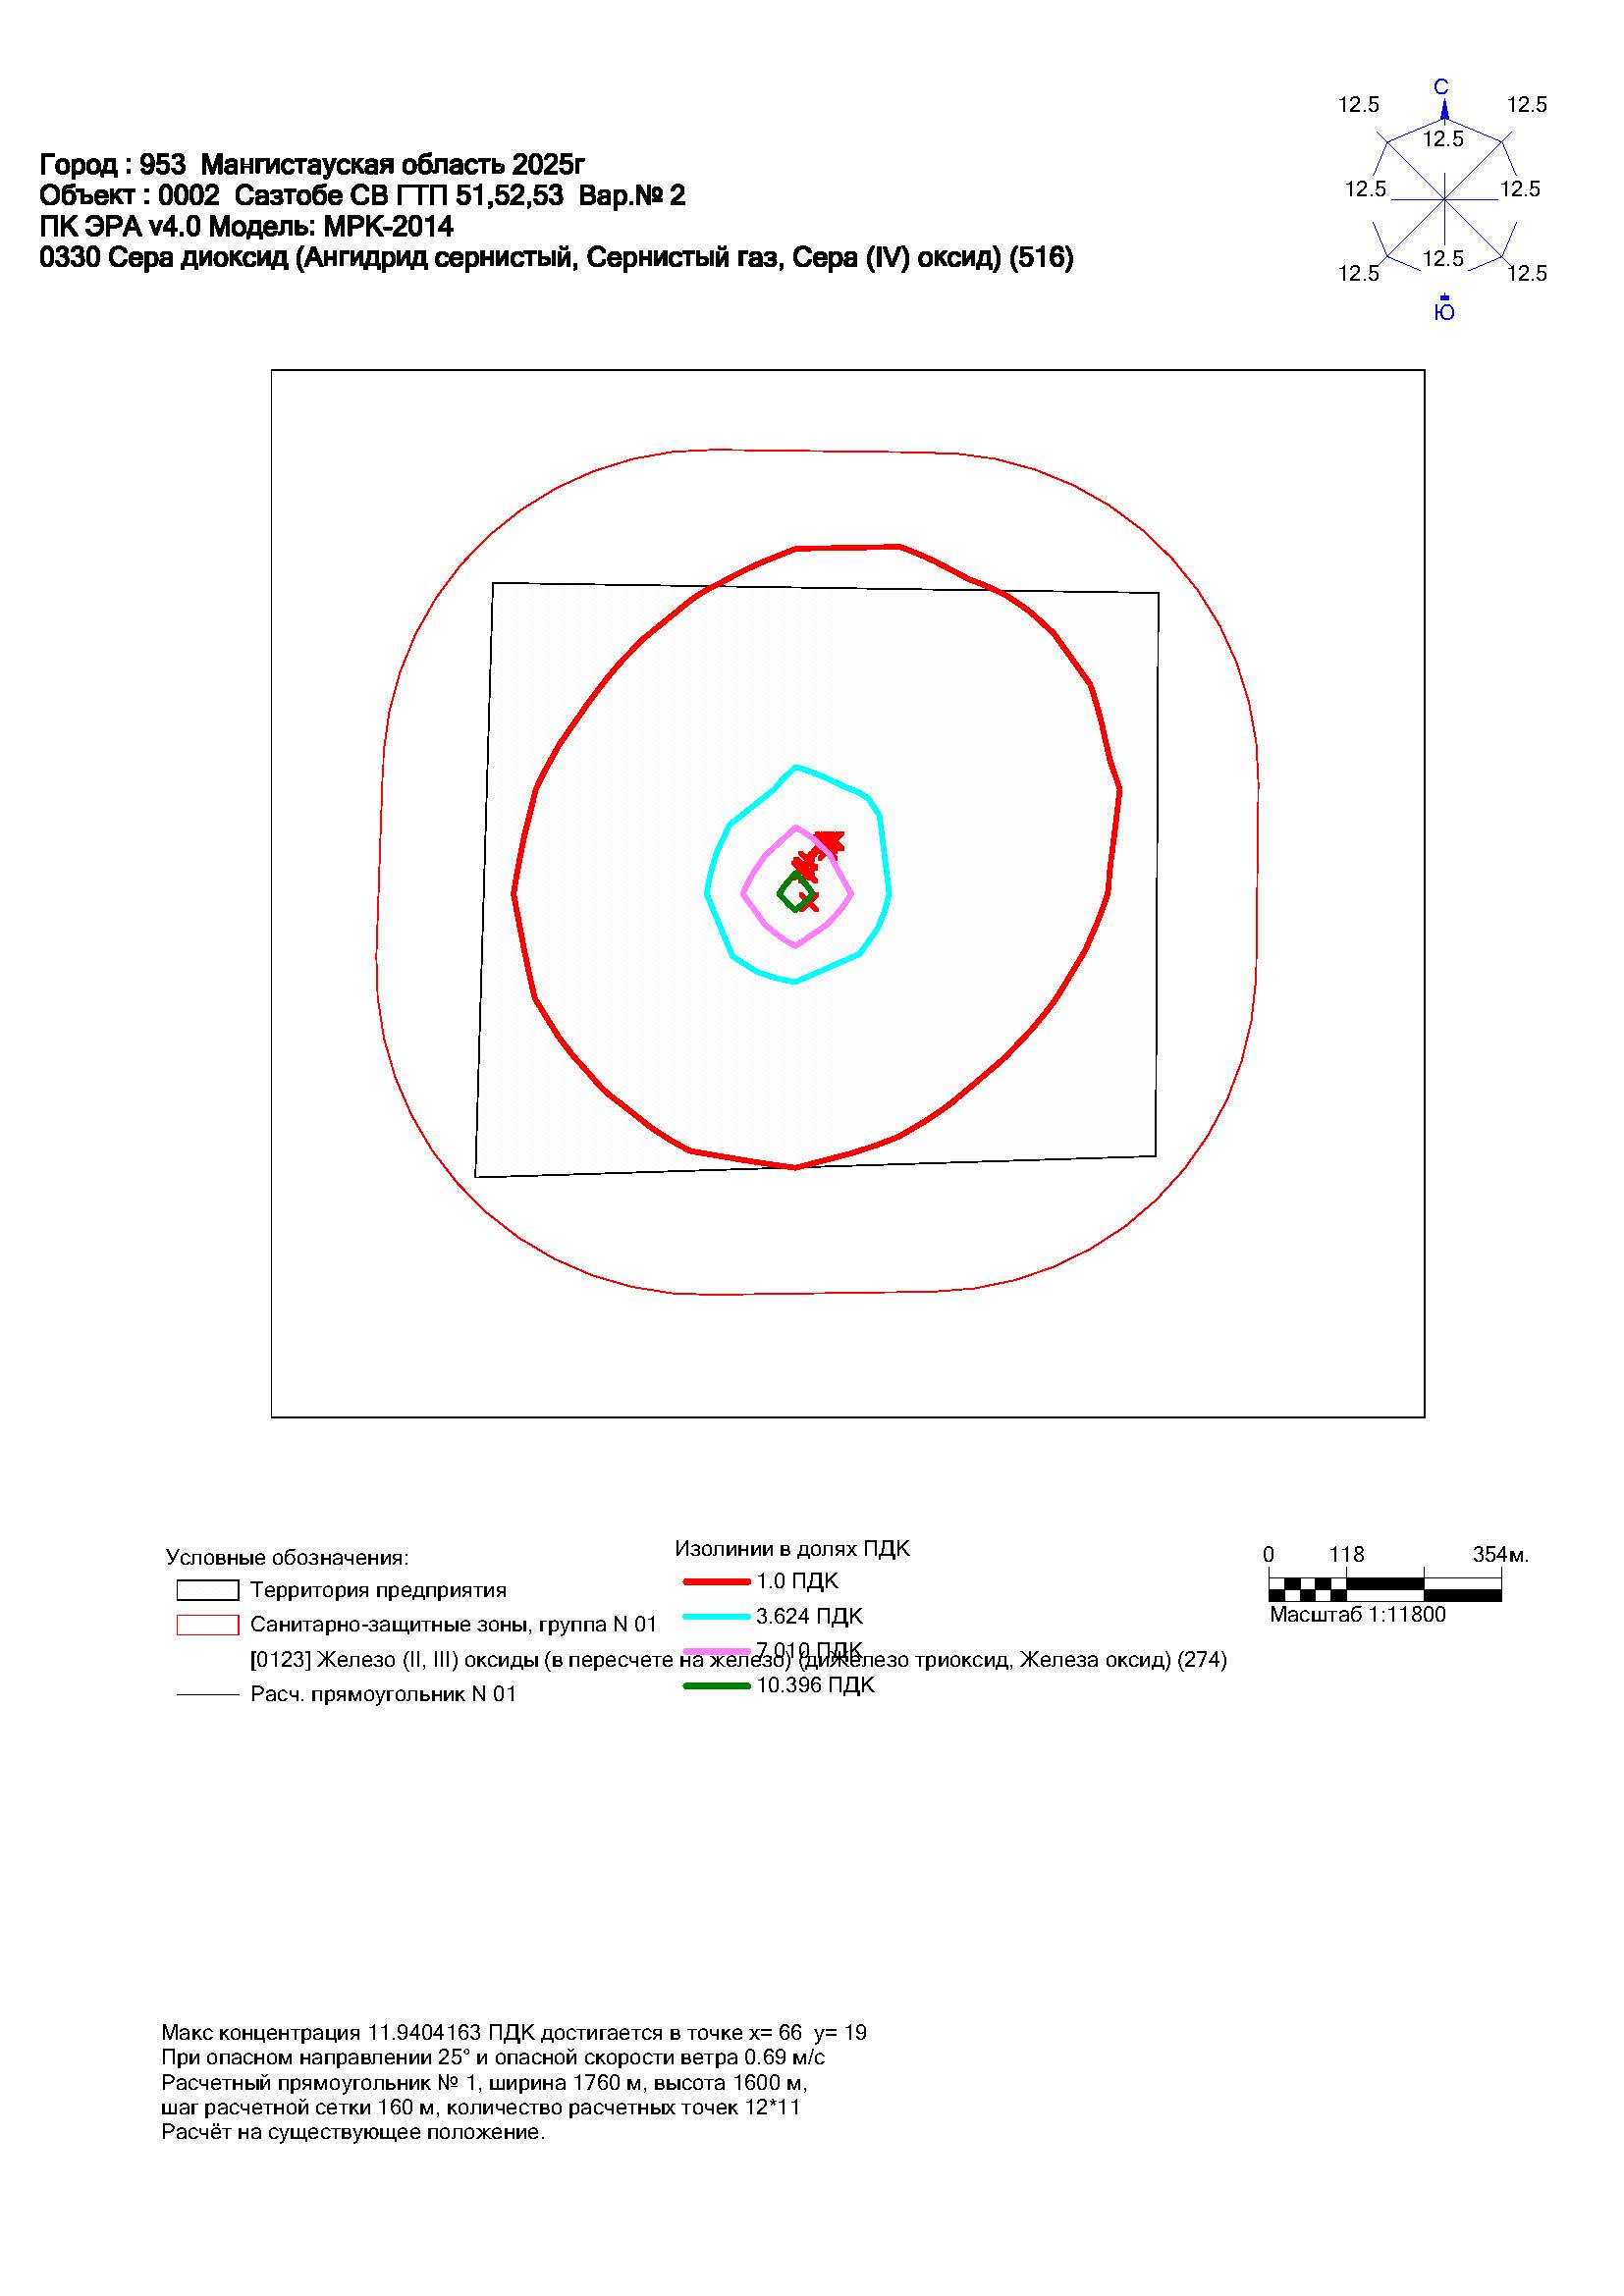 С
12.5 12.5
12.5
12.5 12.5
12.5
12.5 12.5
Ю
Город : 953 Мангистауская область 2025г
Объект : 0002 Сазтобе СВ ГТП 51,52,53 Вар.№ 2
ПК ЭРА v4.0 Модель: МРК-2014
0330 Сера диоксид (Ангидрид сернистый, Сернистый газ, Сера (IV) оксид) (516)
Условные обозначения:
Территория предприятия
Санитарно-защитные зоны, группа N 01
[0123] Железо (II, III) оксиды (в пересчете на железо) (диЖелезо триоксид, Железа оксид) (274)
Расч. прямоугольник N 01
Изолинии в долях ПДК
1.0 ПДК
3.624 ПДК
7.010 ПДК
10.396 ПДК
0 118 354м.
Масштаб 1:11800
Макс концентрация 11.9404163 ПДК достигается в точке x= 66 y= 19
При опасном направлении 25° и опасной скорости ветра 0.69 м/с
Расчетный прямоугольник № 1, ширина 1760 м, высота 1600 м,
шаг расчетной сетки 160 м, количество расчетных точек 12*11
Расчёт на существующее положение.